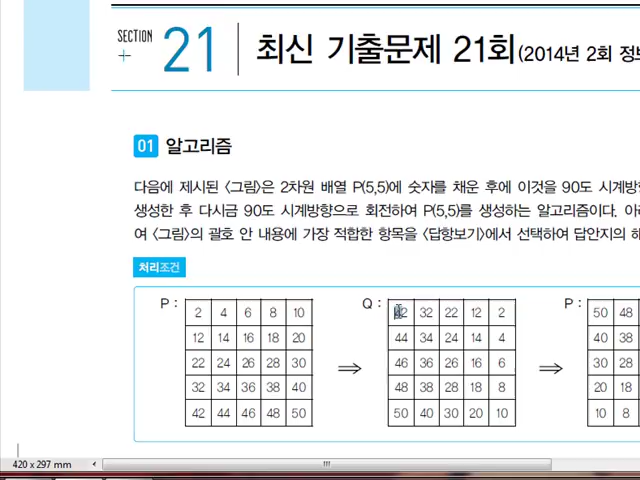 SECTION 21 최신 기출문제 21회(2014년 2회 정보
01 알고리즘
다음에 제시된 〈그림〉은 2차원 배열 P(5,5)에 숫자를 채운 후에 이것을 90도 시계방향
생성한 후 다시금 90도 시계방향으로 회전하여 P(5,5)를 생성하는 알고리즘이다. 아래
여 〈그림〉의 괄호 안 내용에 가장 적합한 항목을 〈답항보기〉에서 선택하여 답안지의 해
처리조건
P : Q : P :
2 4 6 8 10 42 32 22 12 2 50 48
12 14 16 18 20 44 34 24 14 4 40 38
22 24 26 28 30 ⇒ 46 36 26 16 6 ⇒ 30 28
32 34 36 38 40 48 38 28 18 8 20 18
42 44 46 48 50 50 40 30 20 10 10 8
420 x 297 mm